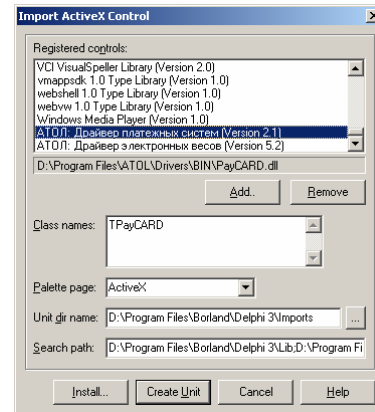 Import ActiveX Control
Registered controls:
VCI VisualSpeller Library (Version 2.0)
vmappsdk 1.0 Type Library (Version 1.0)
webshell 1.0 Type Library (Version 1.0)
webvw 1.0 Type Library (Version 1.0)
Windows Media Player (Version 1.0)
АТОЛ: Драйвер платежных систем (Version 2.1)
АТОЛ: Драйвер электронных весов (Version 5.2)
D:\Program Files\ATOL\Drivers\BIN\PayCARD.dll
Add.. Remove
Class names: TPayCARD
Palette page: ActiveX
Unit dir name: D:\Program Files\Borland\Delphi 3\Imports ...
Search path: D:\Program Files\Borland\Delphi 3\Lib;D:\Program Fi
Install... Create Unit Cancel Help